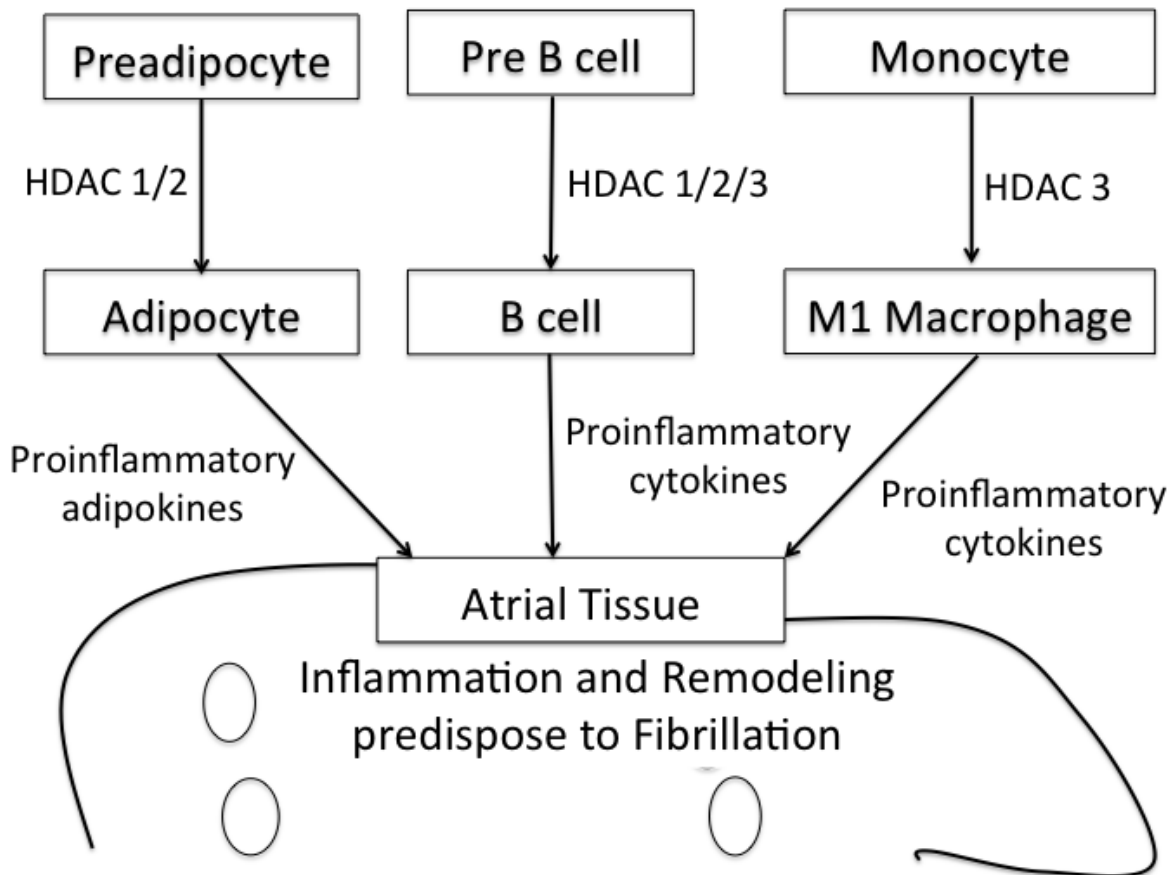 Preadipocyte
Pre B cell
Monocyte
HDAC 1/2
HDAC 1/2/3
HDAC 3
Adipocyte
B cell
M1 Macrophage
Proinflammatory
adipokines
Proinflammatory
cytokines
Proinflammatory
cytokines
Atrial Tissue
Inflammation and Remodeling
predispose to Fibrillation